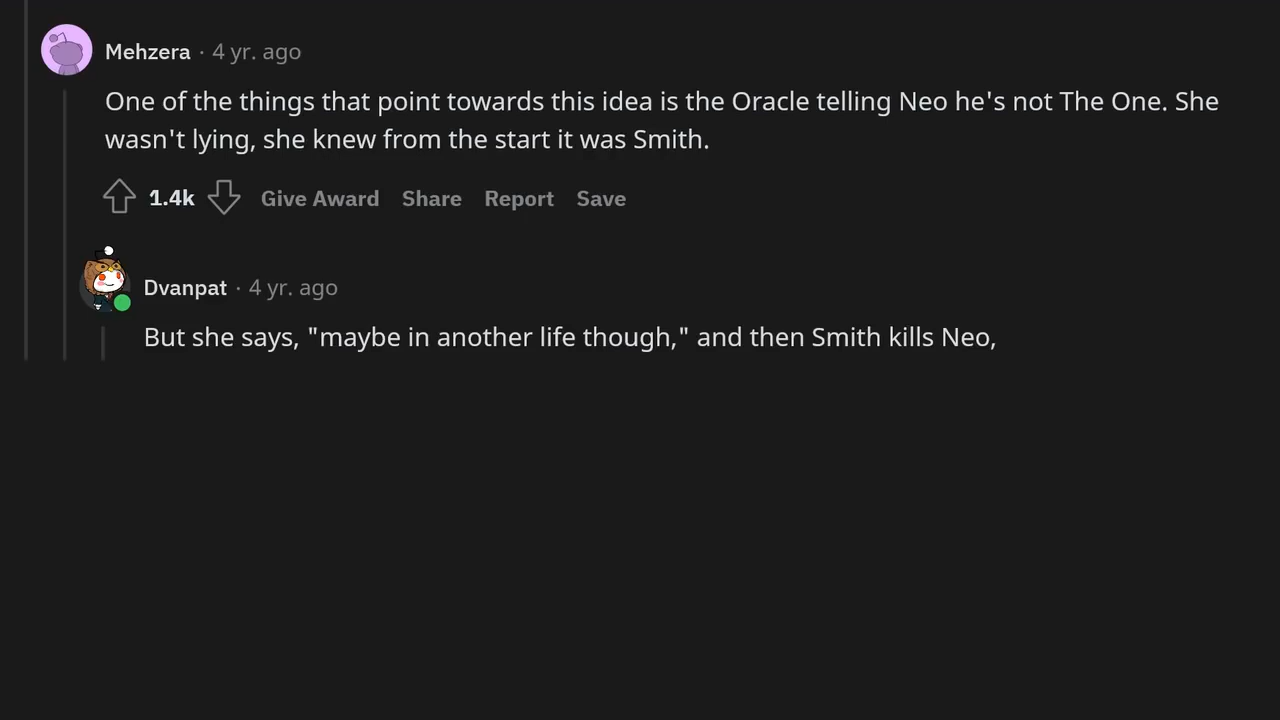 Mehzera · 4 yr. ago
One of the things that point towards this idea is the Oracle telling Neo he's not The One. She
wasn't lying, she knew from the start it was Smith.
1.4k Give Award Share Report Save
Dvanpat · 4 yr. ago
But she says, "maybe in another life though," and then Smith kills Neo,